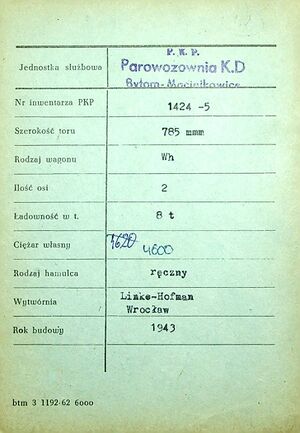 P. K. P.
Jednostka służbowa Parowozownia K.D
Bytom-Maciejkowice
Nr inwentarza PKP 1424 -5
Szerokość toru 785 mmm
Rodzaj wagonu Wh
Ilość osi 2
Ładowność w t. 8 t
Ciężar własny 4620 4600
Rodzaj hamulca ręczny
Wytwórnia Linke-Hofman
Wrocław
Rok budowy 1943
btm 3 1192-62 6000